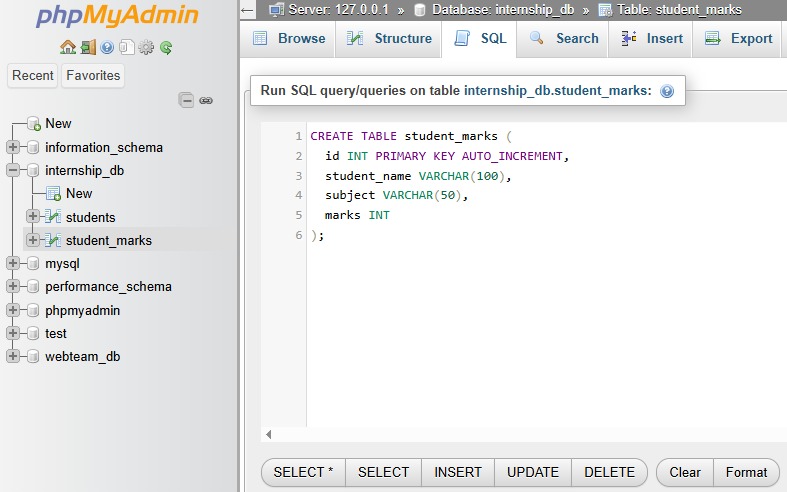 phpMyAdmin
Recent Favorites
New
information_schema
internship_db
New
students
student_marks
mysql
performance_schema
phpmyadmin
test
webteam_db
Server: 127.0.0.1 » Database: internship_db » Table: student_marks
Browse Structure SQL Search Insert Export
Run SQL query/queries on table internship_db.student_marks:
1 CREATE TABLE student_marks (
2 id INT PRIMARY KEY AUTO_INCREMENT,
3 student_name VARCHAR(100),
4 subject VARCHAR(50),
5 marks INT
6 );
SELECT * SELECT INSERT UPDATE DELETE Clear Format